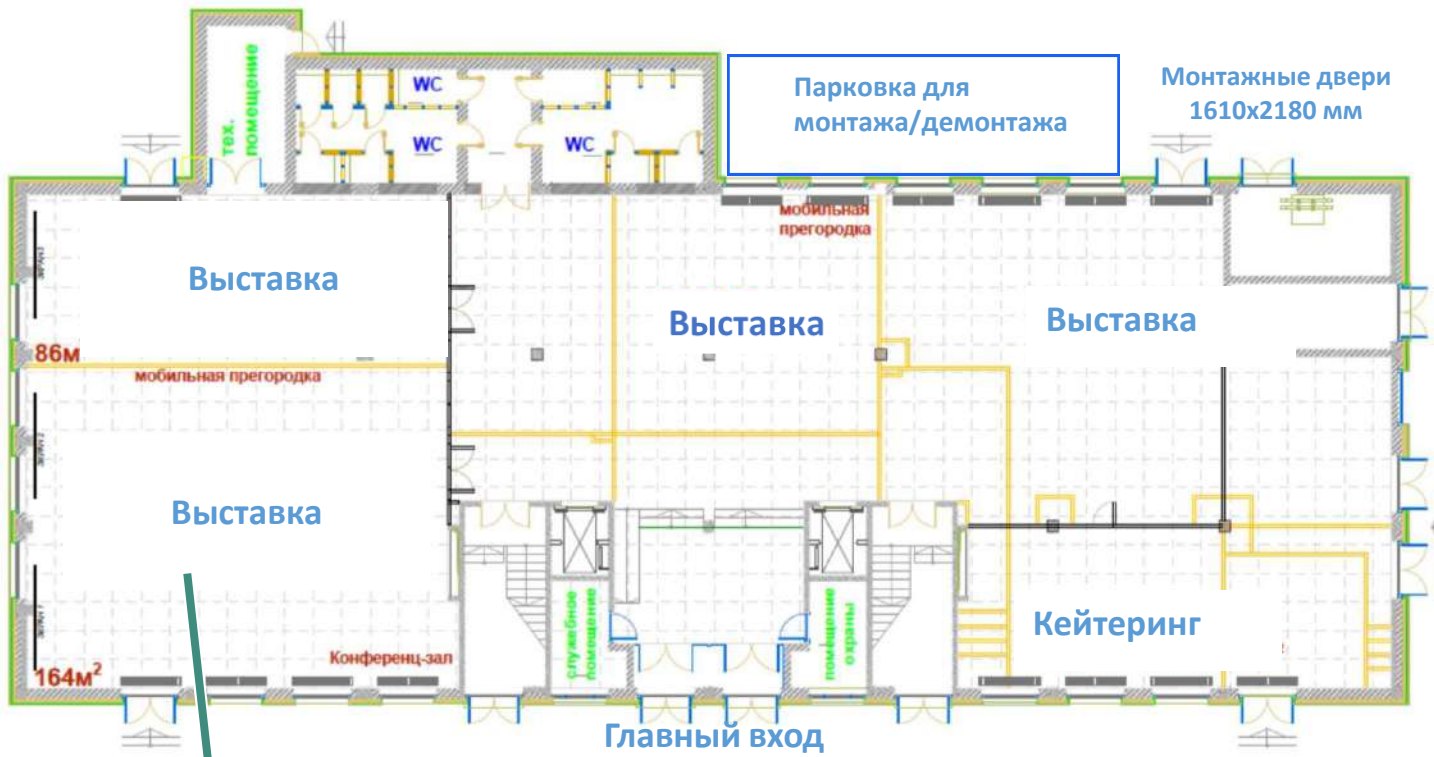 тех.
помещение
WC
WC
WC
Парковка для
монтажа/демонтажа
Монтажные двери
1610х2180 мм
мобильная
прегородка
Выставка
Выставка
Выставка
86м
мобильная прегородка
Выставка
Кейтеринг
служебное
помещение
помещение
охраны
Конференц-зал
164м²
Главный вход